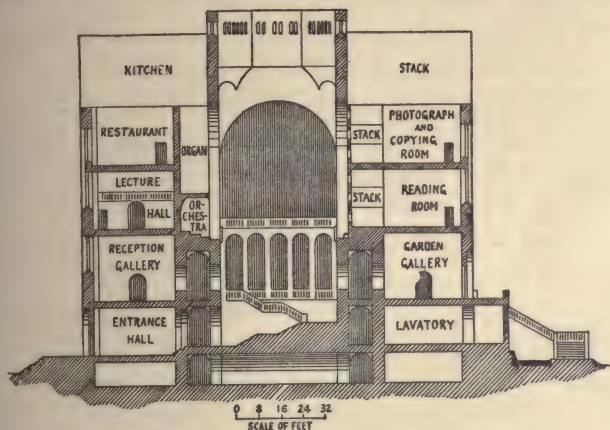 KITCHEN
STACK
RESTAURANT
ORGAN
STACK
PHOTOGRAPH
AND
COPYING
ROOM
LECTURE
HALL
OR-
CHES-
TRA
STACK
READING
ROOM
RECEPTION
GALLERY
GARDEN
GALLERY
ENTRANCE
HALL
LAVATORY
0 8 16 24 32
SCALE OF FEET